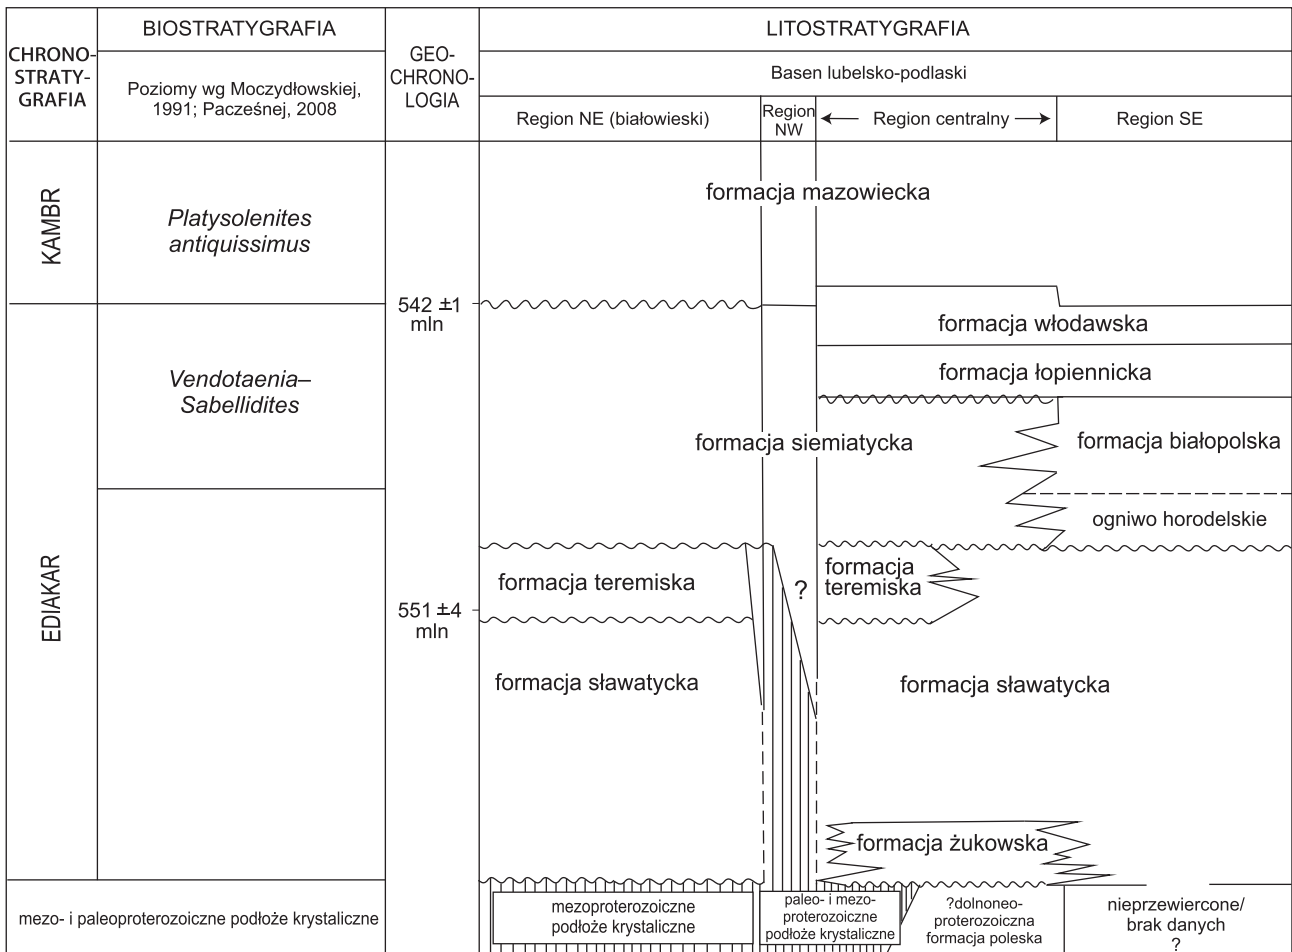 CHRONO-
STRATY-
GRAFIA
BIOSTRATYGRAFIA
Poziomy wg Moczydłowskiej,
1991; Pacześnej, 2008
GEO-
CHRONO-
LOGIA
LITOSTRATYGRAFIA
Basen lubelsko-podlaski
Region NE (białowieski)
Region
NW
Region centralny
Region SE
KAMBR
Platysolenites
antiquissimus
formacja mazowiecka
542 ±1
mln
formacja włodawska
Vendotaenia–
Sabellidites
formacja łopiennicka
formacja siemiatycka
formacja białopolska
ogniwo horodelskie
EDIAKAR
formacja teremiska
?
formacja
teremiska
551 ±4
mln
formacja sławatycka
formacja sławatycka
formacja żukowska
mezo- i paleoproterozoiczne podłoże krystaliczne
mezoproterozoiczne
podłoże krystaliczne
paleo- i mezo-
proterozoiczne
podłoże krystaliczne
?dolnoneo-
proterozoiczna
formacja poleska
nieprzewiercone/
brak danych
?